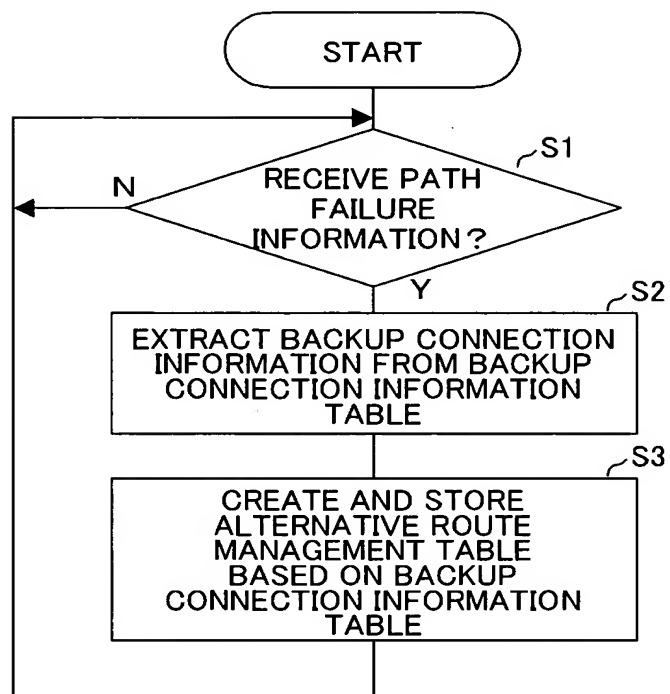 START
S1
RECEIVE PATH
FAILURE
INFORMATION?
N
Y
S2
EXTRACT BACKUP CONNECTION
INFORMATION FROM BACKUP
CONNECTION INFORMATION
TABLE
S3
CREATE AND STORE
ALTERNATIVE ROUTE
MANAGEMENT TABLE
BASED ON BACKUP
CONNECTION INFORMATION
TABLE